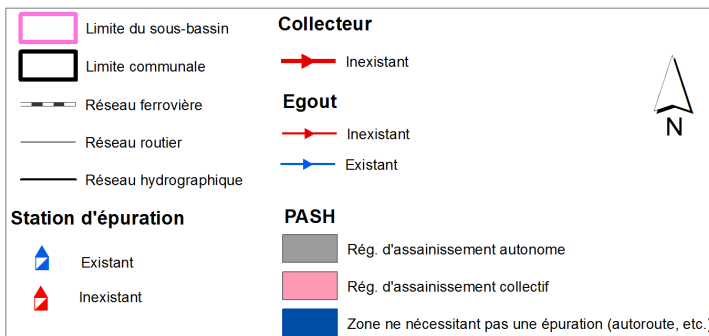 Limite du sous-bassin
Limite communale
Réseau ferrovière
Réseau routier
Réseau hydrographique
Station d'épuration
Existant
Inexistant
Collecteur
Inexistant
Egout
Inexistant
Existant
PASH
Rég. d'assainissement autonome
Rég. d'assainissement collectif
Zone ne nécessitant pas une épuration (autoroute, etc.)
N